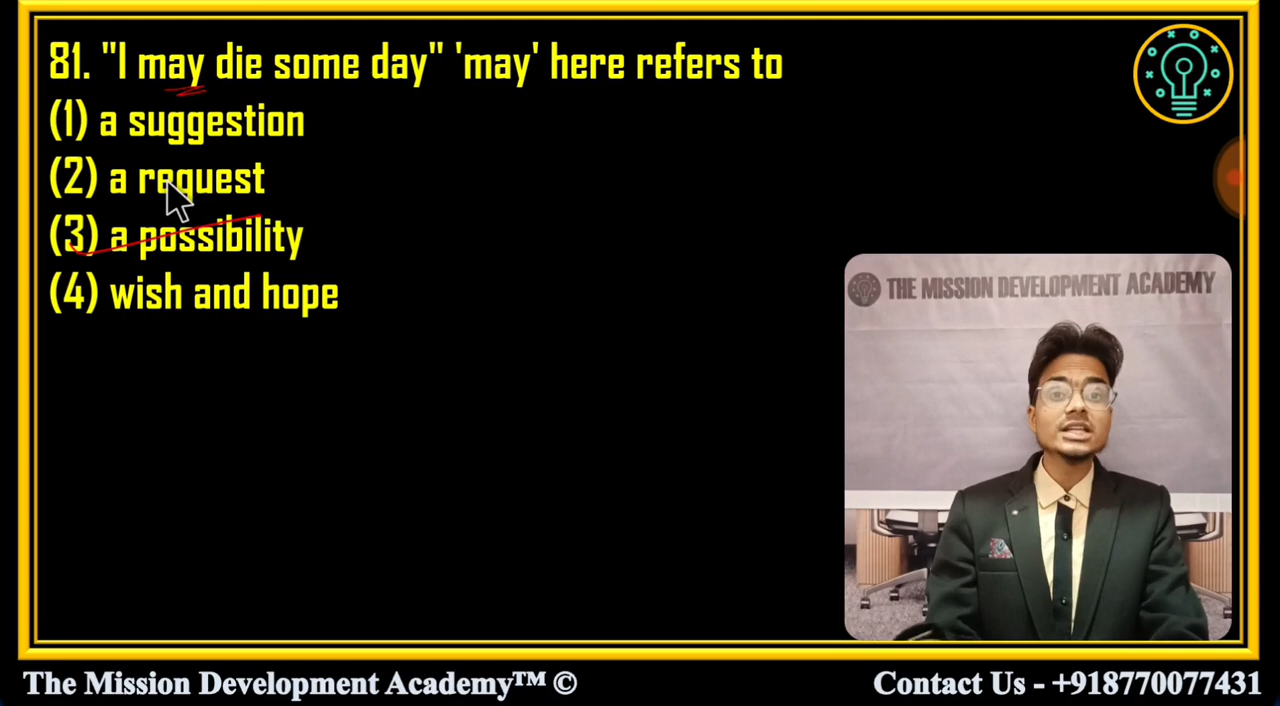 81. "I may die some day" 'may' here refers to
(1) a suggestion
(2) a request
(3) a possibility
(4) wish and hope
THE MISSION DEVELOPMENT ACADEMY
The Mission Development Academy™ ©
Contact Us - +918770077431